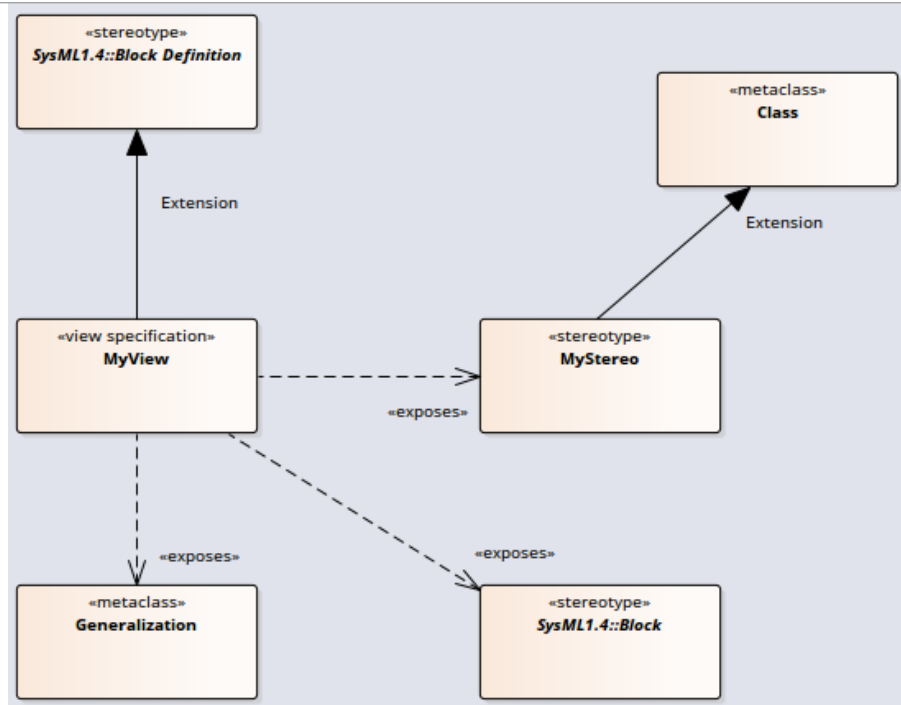 «stereotype»
SysML1.4::Block Definition
«metaclass»
Class
Extension
Extension
«view specification»
MyView
«stereotype»
MyStereo
«exposes»
«exposes»
«exposes»
«metaclass»
Generalization
«stereotype»
SysML1.4::Block